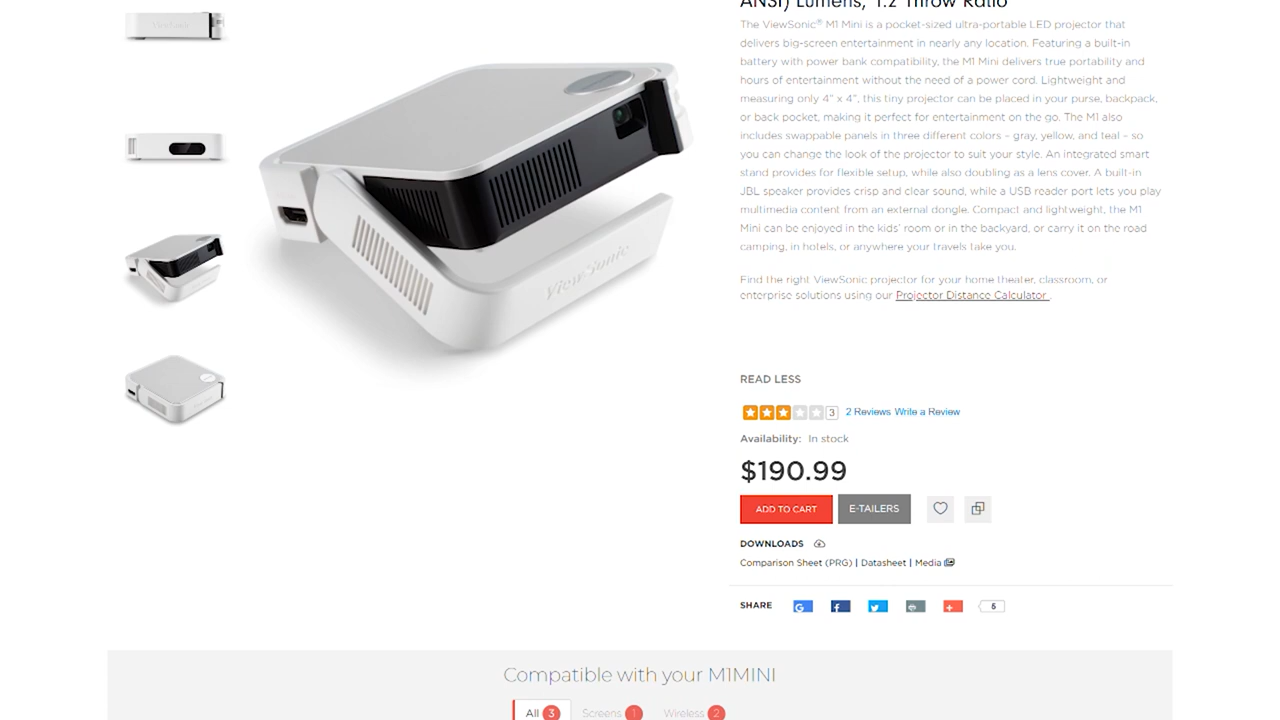 ANSI) Lumens, 1.2 Throw Ratio
The ViewSonic® M1 Mini is a pocket-sized ultra-portable LED projector that
delivers big-screen entertainment in nearly any location. Featuring a built-in
battery with power bank compatibility, the M1 Mini delivers true portability and
hours of entertainment without the need of a power cord. Lightweight and
measuring only 4” x 4”, this tiny projector can be placed in your purse, backpack,
or back pocket, making it perfect for entertainment on the go. The M1 also
includes swappable panels in three different colors – gray, yellow, and teal – so
you can change the look of the projector to suit your style. An integrated smart
stand provides for flexible setup, while also doubling as a lens cover. A built-in
JBL speaker provides crisp and clear sound, while a USB reader port lets you play
multimedia content from an external dongle. Compact and lightweight, the M1
Mini can be enjoyed in the kids’ room or in the backyard, or carry it on the road
camping, in hotels, or anywhere your travels take you.
Find the right ViewSonic projector for your home theater, classroom, or
enterprise solutions using our Projector Distance Calculator .
ViewSonic
READ LESS
3 2 Reviews Write a Review
Availability: In stock
$190.99
ADD TO CART E-TAILERS
DOWNLOADS
Comparison Sheet (PRG) | Datasheet | Media
SHARE 5
Compatible with your M1MINI
All 3 Screens 1 Wireless 2